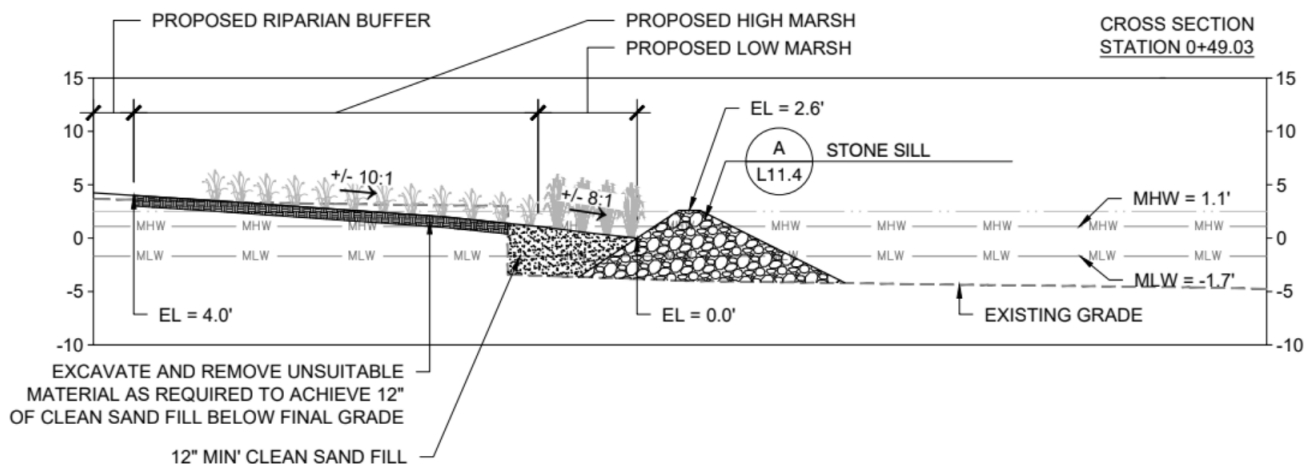 PROPOSED RIPARIAN BUFFER
PROPOSED HIGH MARSH
PROPOSED LOW MARSH
CROSS SECTION
STATION 0+49.03
15
10
5
0
-5
-10
15
10
5
0
-5
-10
EL = 2.6'
A
L11.4
STONE SILL
+/- 10:1
+/- 8:1
MHW = 1.1'
MHW MHW MHW MHW MHW MHW MHW MHW
MLW MLW MLW MLW MLW MLW MLW MLW
MLW = -1.7'
EL = 4.0'
EL = 0.0'
EXISTING GRADE
EXCAVATE AND REMOVE UNSUITABLE
MATERIAL AS REQUIRED TO ACHIEVE 12"
OF CLEAN SAND FILL BELOW FINAL GRADE
12" MIN' CLEAN SAND FILL